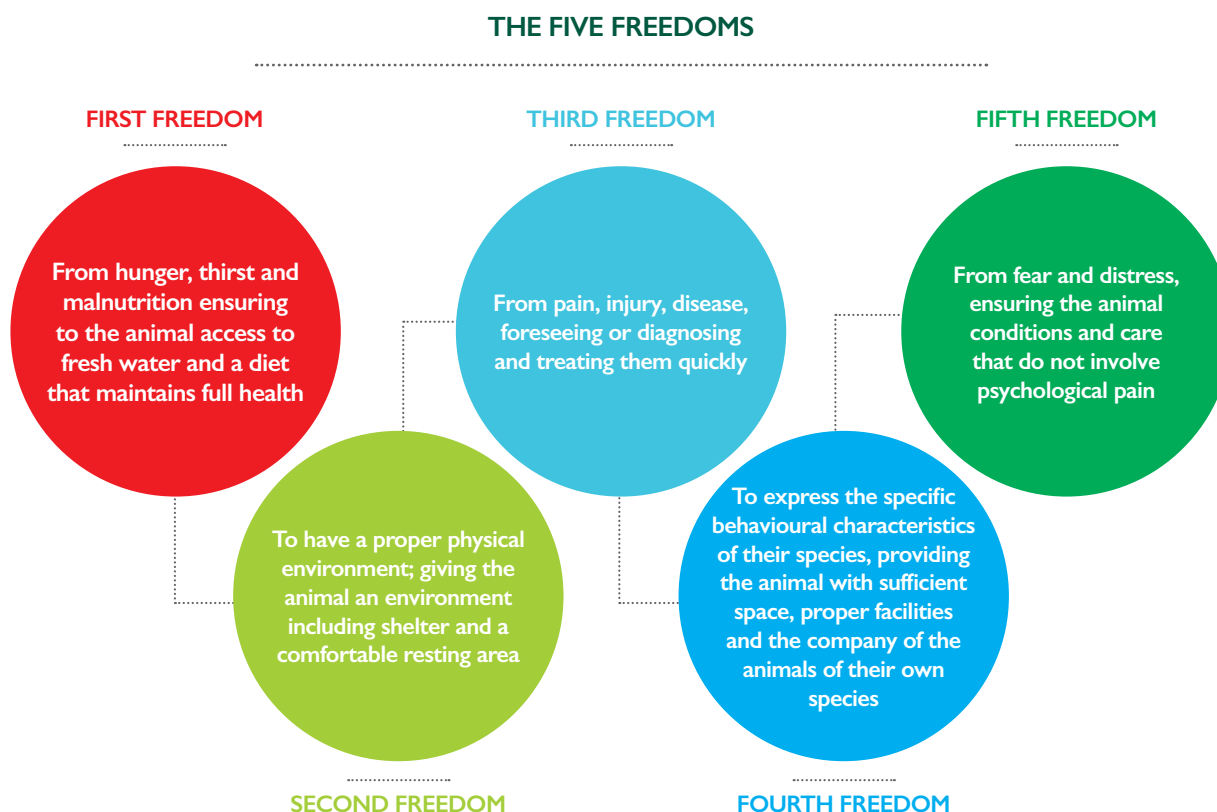 THE FIVE FREEDOMS
FIRST FREEDOM
From hunger, thirst and
malnutrition ensuring
to the animal access to
fresh water and a diet
that maintains full health
To have a proper physical
environment; giving the
animal an environment
including shelter and a
comfortable resting area
SECOND FREEDOM
THIRD FREEDOM
From pain, injury, disease,
foreseeing or diagnosing
and treating them quickly
To express the specific
behavioural characteristics
of their species, providing
the animal with sufficient
space, proper facilities
and the company of the
animals of their own
species
FOURTH FREEDOM
FIFTH FREEDOM
From fear and distress,
ensuring the animal
conditions and care
that do not involve
psychological pain